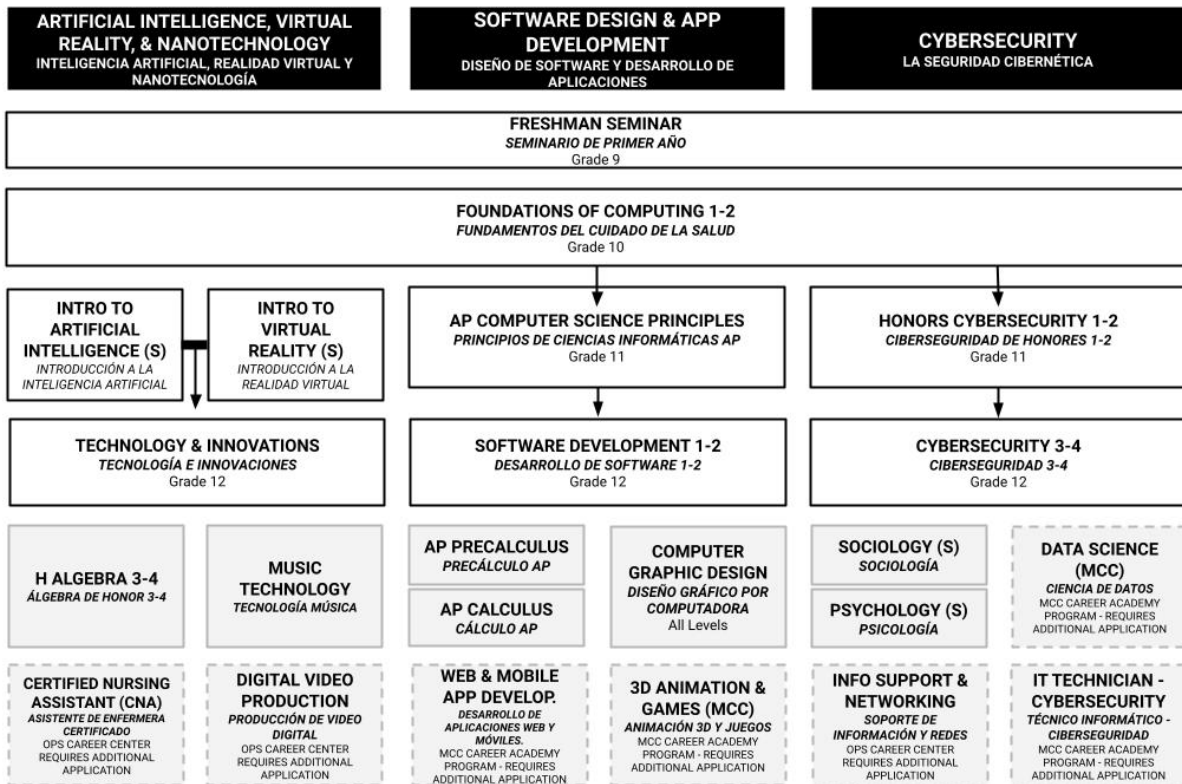 ARTIFICIAL INTELLIGENCE, VIRTUAL
REALITY, & NANOTECHNOLOGY
INTELIGENCIA ARTIFICIAL, REALIDAD VIRTUAL Y
NANOTECNOLOGÍA
SOFTWARE DESIGN & APP
DEVELOPMENT
DISEÑO DE SOFTWARE Y DESARROLLO DE
APLICACIONES
CYBERSECURITY
LA SEGURIDAD CIBERNÉTICA
FRESHMAN SEMINAR
SEMINARIO DE PRIMER AÑO
Grade 9
FOUNDATIONS OF COMPUTING 1-2
FUNDAMENTOS DEL CUIDADO DE LA SALUD
Grade 10
INTRO TO
ARTIFICIAL
INTELLIGENCE (S)
INTRODUCCIÓN A LA
INTELIGENCIA ARTIFICIAL
INTRO TO
VIRTUAL
REALITY (S)
INTRODUCCIÓN A LA
REALIDAD VIRTUAL
AP COMPUTER SCIENCE PRINCIPLES
PRINCIPIOS DE CIENCIAS INFORMÁTICAS AP
Grade 11
HONORS CYBERSECURITY 1-2
CIBERSEGURIDAD DE HONORES 1-2
Grade 11
TECHNOLOGY & INNOVATIONS
TECNOLOGÍA E INNOVACIONES
Grade 12
SOFTWARE DEVELOPMENT 1-2
DESARROLLO DE SOFTWARE 1-2
Grade 12
CYBERSECURITY 3-4
CIBERSEGURIDAD 3-4
Grade 12
H ALGEBRA 3-4
ÁLGEBRA DE HONOR 3-4
MUSIC
TECHNOLOGY
TECNOLOGÍA MÚSICA
AP PRECALCULUS
PRECÁLCULO AP
AP CALCULUS
CÁLCULO AP
COMPUTER
GRAPHIC DESIGN
DISEÑO GRÁFICO POR
COMPUTADORA
All Levels
SOCIOLOGY (S)
SOCIOLOGÍA
PSYCHOLOGY (S)
PSICOLOGÍA
DATA SCIENCE
(MCC)
CIENCIA DE DATOS
MCC CAREER ACADEMY
PROGRAM - REQUIRES
ADDITIONAL APPLICATION
CERTIFIED NURSING
ASSISTANT (CNA)
ASISTENTE DE ENFERMERA
CERTIFICADO
OPS CAREER CENTER
REQUIRES ADDITIONAL
APPLICATION
DIGITAL VIDEO
PRODUCTION
PRODUCCIÓN DE VIDEO
DIGITAL
OPS CAREER CENTER
REQUIRES ADDITIONAL
APPLICATION
WEB & MOBILE
APP DEVELOP.
DESARROLLO DE
APLICACIONES WEB Y
MÓVILES.
MCC CAREER ACADEMY
PROGRAM - REQUIRES
ADDITIONAL APPLICATION
3D ANIMATION &
GAMES (MCC)
ANIMACIÓN 3D Y JUEGOS
MCC CAREER ACADEMY
PROGRAM - REQUIRES
ADDITIONAL APPLICATION
INFO SUPPORT &
NETWORKING
SOPORTE DE
INFORMACIÓN Y REDES
OPS CAREER CENTER
REQUIRES ADDITIONAL
APPLICATION
IT TECHNICIAN -
CYBERSECURITY
TÉCNICO INFORMÁTICO -
CIBERSEGURIDAD
MCC CAREER ACADEMY
PROGRAM - REQUIRES
ADDITIONAL APPLICATION